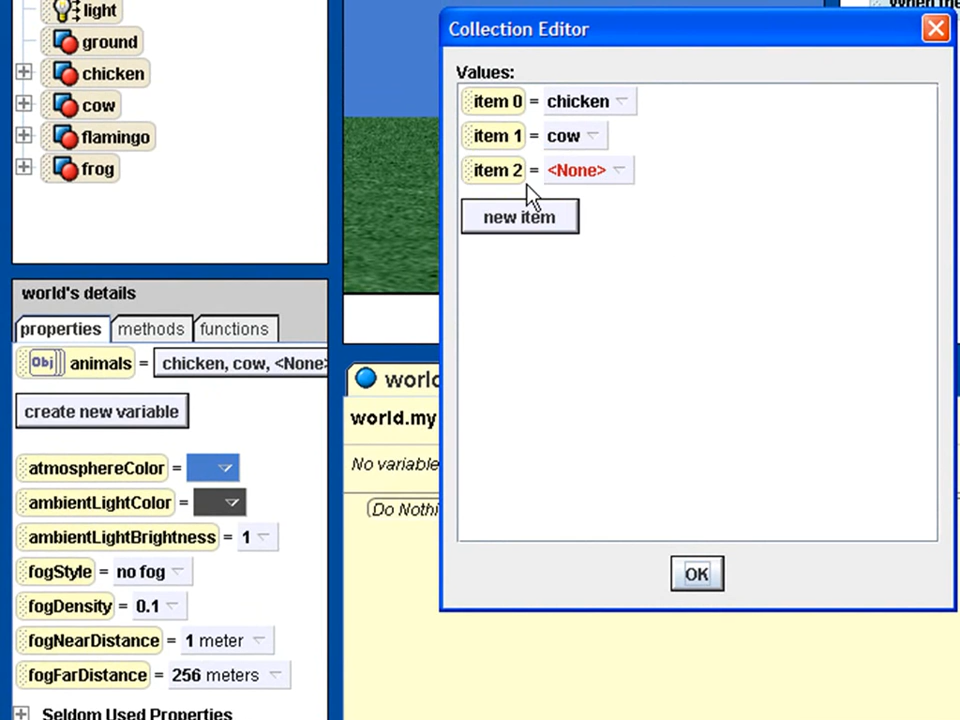 light
ground
chicken
cow
flamingo
frog
world's details
properties methods functions
Obj animals = chicken, cow, <None>
create new variable
atmosphereColor =
ambientLightColor =
ambientLightBrightness = 1
fogStyle = no fog
fogDensity = 0.1
fogNearDistance = 1 meter
fogFarDistance = 256 meters
Seldom Used Properties
world
world.my
No variable
(Do Nothi
Collection Editor
Values:
item 0 = chicken
item 1 = cow
item 2 = <None>
new item
OK